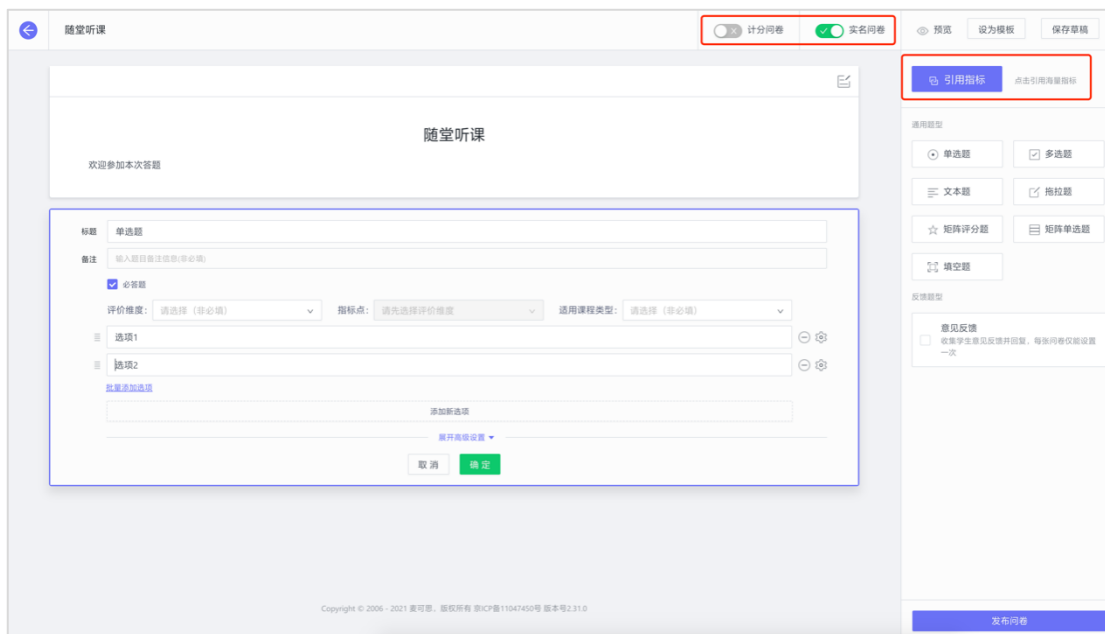 随堂听课
计分问卷
实名问卷
预览
设为模板
保存草稿
引用指标
点击引用海量指标
随堂听课
欢迎参加本次答题
通用题型
单选题
多选题
文本题
拖拉题
矩阵评分题
矩阵单选题
填空题
反馈题型
意见反馈
收集学生意见反馈并回复，每张问卷仅能设置
一次
标题 单选题
备注 输入题目备注信息(非必填)
必答题
评价维度： 请选择（非必填） 指标点： 请先选择评价维度 适用课程类型： 请选择（非必填）
选项1
选项2
批量添加选项
添加新选项
展开高级设置
取 消 确 定
Copyright © 2006 - 2021 麦可思，版权所有 京ICP备11047450号 版本号2.31.0
发布问卷